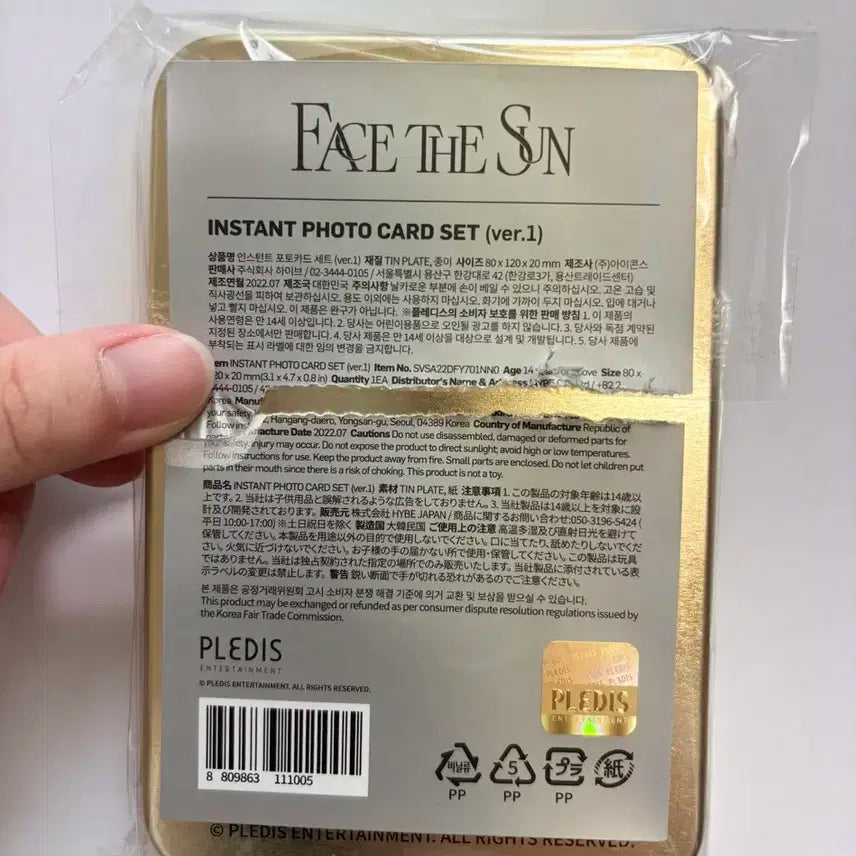 FACE THE SUN
INSTANT PHOTO CARD SET (ver.1)
상품명 인스턴트 포토카드 세트 (ver.1) 재질 TIN PLATE, 종이 사이즈 80 x 120 x 20 mm 제조사 (주)아이콘스
판매사 주식회사 하이브 / 02-3444-0105 / 서울특별시 용산구 한강대로 42 (한강로3가, 용산트레이드센터)
제조연월 2022.07 제조국 대한민국 주의사항 날카로운 부분에 손이 베일 수 있으니 주의하십시오. 고온 고습 및
직사광선을 피하여 보관하십시오. 용도 이외에는 사용하지 마십시오. 화기에 가까이 두지 마십시오. 입에 대거나
넣고 빨지 마십시오. 이 제품은 완구가 아닙니다. ※플레디스의 소비자 보호를 위한 판매 방침 1. 이 제품의
사용연령은 만 14세 이상입니다. 2. 당사는 어린이용품으로 오인될 광고를 하지 않습니다. 3. 당사와 독점 계약된
지정된 장소에서만 판매합니다. 4. 당사 제품은 만 14세 이상을 대상으로 설계 및 개발됩니다. 5. 당사 제품에
부착되는 표시 라벨에 대한 임의 변경을 금지합니다.
INSTANT PHOTO CARD SET (ver.1) Item No. SVSA22DFY701NN0 Age 14 Size 80 x
20 mm(3.1 x 4.7 x 0.8 in) Quantity 1EA Distributor's Name & HYBE / +82 2
Korea
your safety Hangang-daero, Yongsan-gu, Seoul, 04389 Korea Country of Manufacture Republic of
Follow Date 2022.07 Cautions Do not use disassembled, damaged or deformed parts for
safety. Injury may occur. Do not expose the product to direct sunlight; avoid high or low temperatures.
Follow instructions for use. Keep the product away from fire. Small parts are enclosed. Do not let children put
parts in their mouth since there is a risk of choking. This product is not a toy.
商品名 INSTANT PHOTO CARD SET (ver.1) 素材 TIN PLATE, 紙 注意事項 1. この製品の対象年齢は14歳以
上です。2. 当社は子供用品と誤解されるような広告をしておりません。3. 当社製品は14歳以上を対象に設
計及び開発されております。販売元 株式会社 HYBE JAPAN / 商品に関するお問い合わせ:050-3196-5424 (
平日 10:00-17:00) ※土日祝日を除く 製造国 大韓民国 ご使用上の注意 高温多湿及び直射日光を避けて
保管してください。本製品を用途以外の目的で使用しないでください。口に当てたり、舐めたりしないでくだ
さい。火気に近づけないでください。お子様の手の届かない所で使用・保管してください。この製品は玩具
ではありません。当社は独占契約された指定の場所でのみ販売いたします。当社製品に添付されている表
示ラベルの変更は禁止します。警告 鋭い断面で手が切れる恐れがあるのでご注意ください。
본 제품은 공정거래위원회 고시 소비자 분쟁 해결 기준에 의거 교환 및 보상을 받으실 수 있습니다.
This product may be exchanged or refunded as per consumer dispute resolution regulations issued by
the Korea Fair Trade Commission.
PLEDIS
ENTERTAINMENT
© PLEDIS ENTERTAINMENT. ALL RIGHTS RESERVED.
PLEDIS
ENTERTAINMENT
8 809863 111005
비닐류
PP
5
PP
プラ
PP
紙
© PLEDIS ENTERTAINMENT. ALL RIGHTS RESERVED.